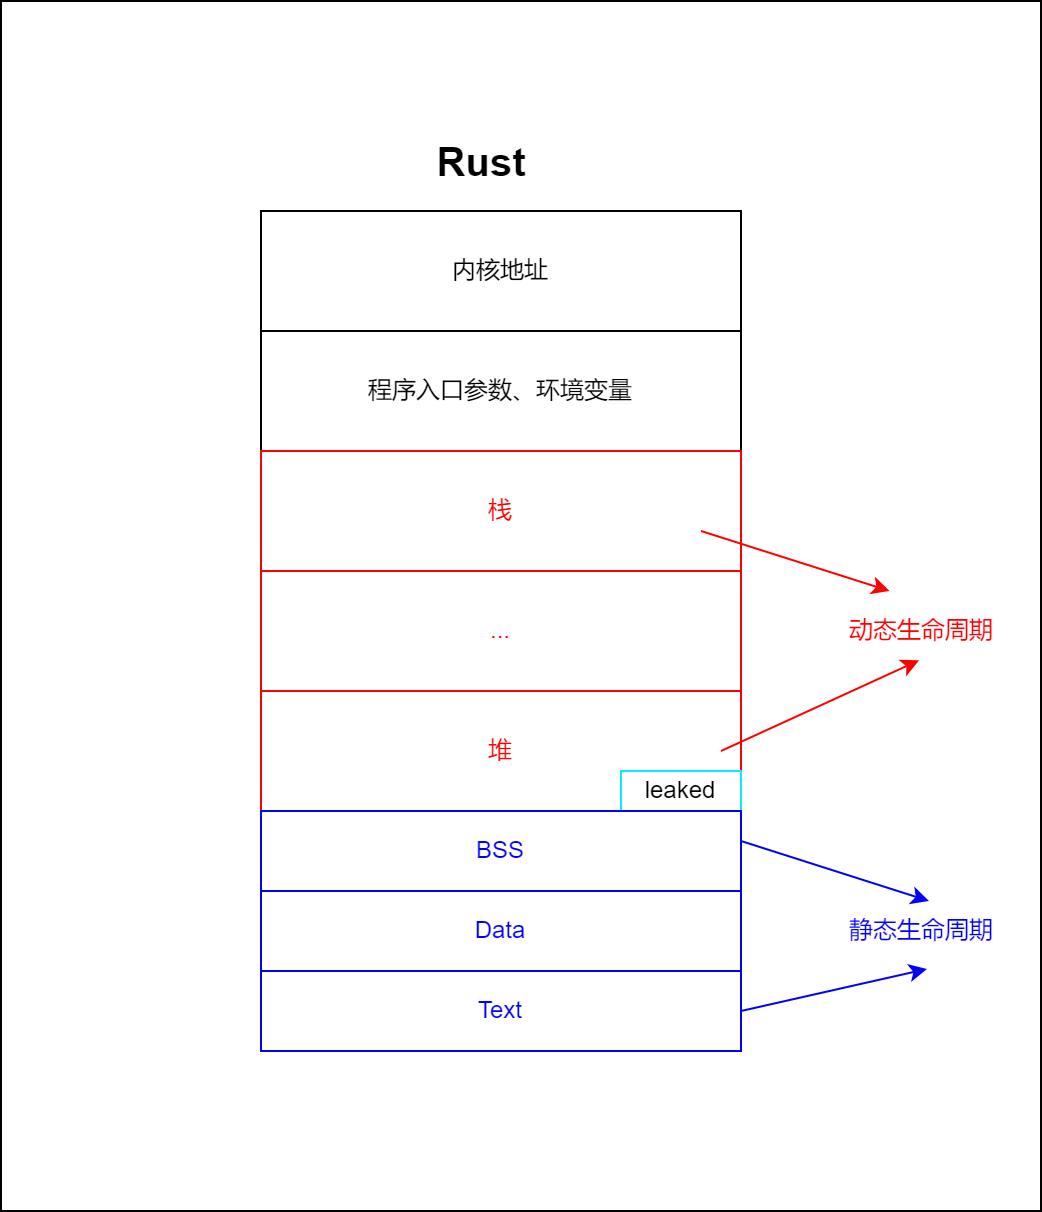 Rust
内核地址
程序入口参数、环境变量
栈
...
动态生命周期
堆
leaked
BSS
Data
静态生命周期
Text